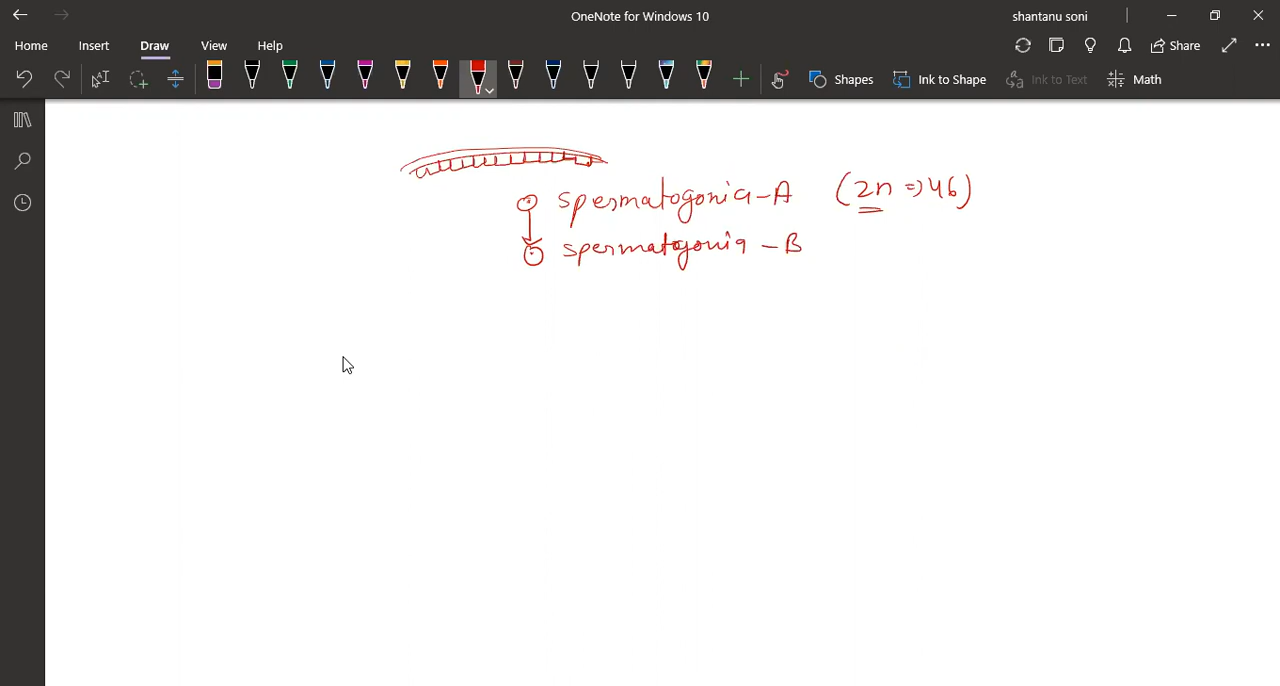 OneNote for Windows 10
shantanu soni
Home Insert Draw View Help
Share
Shapes
Ink to Shape
Ink to Text
Math
spermatogonia-A (2n => 46)
spermatogonia - B